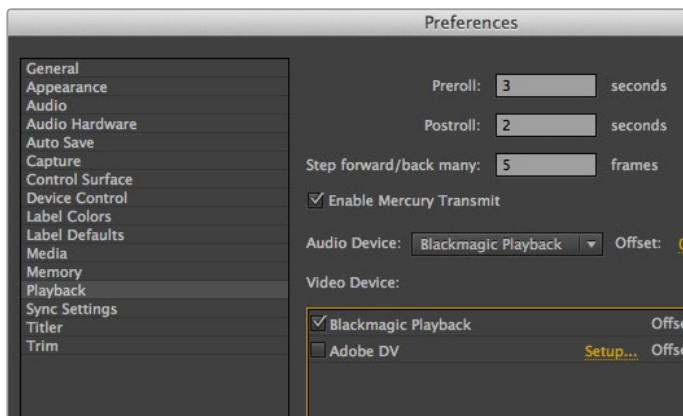 Preferences
General
Appearance
Audio
Audio Hardware
Auto Save
Capture
Control Surface
Device Control
Label Colors
Label Defaults
Media
Memory
Playback
Sync Settings
Titler
Trim
Preroll: 3 seconds
Postroll: 2 seconds
Step forward/back many: 5 frames
Enable Mercury Transmit
Audio Device: Blackmagic Playback Offset:
Video Device:
Blackmagic Playback Offse
Adobe DV Setup... Offse